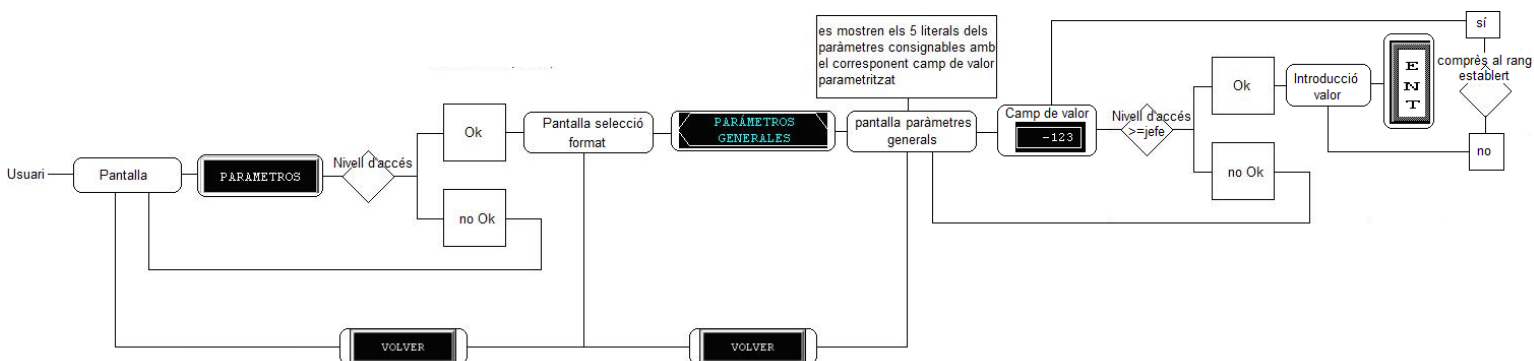 Usuari
Pantalla
PARAMETROS
Nivell d'accés
Ok
no Ok
Pantalla selecció
format
PARÁMETROS
GENERALES
es mostren els 5 literals dels
paràmetres consignables amb
el corresponent camp de valor
parametritzat
pantalla paràmetres
generals
Camp de valor
-123
Nivell d'accés
>=jefe
Ok
no Ok
Introducció
valor
E
N
T
sí
comprès al rang
establert
no
VOLVER
VOLVER